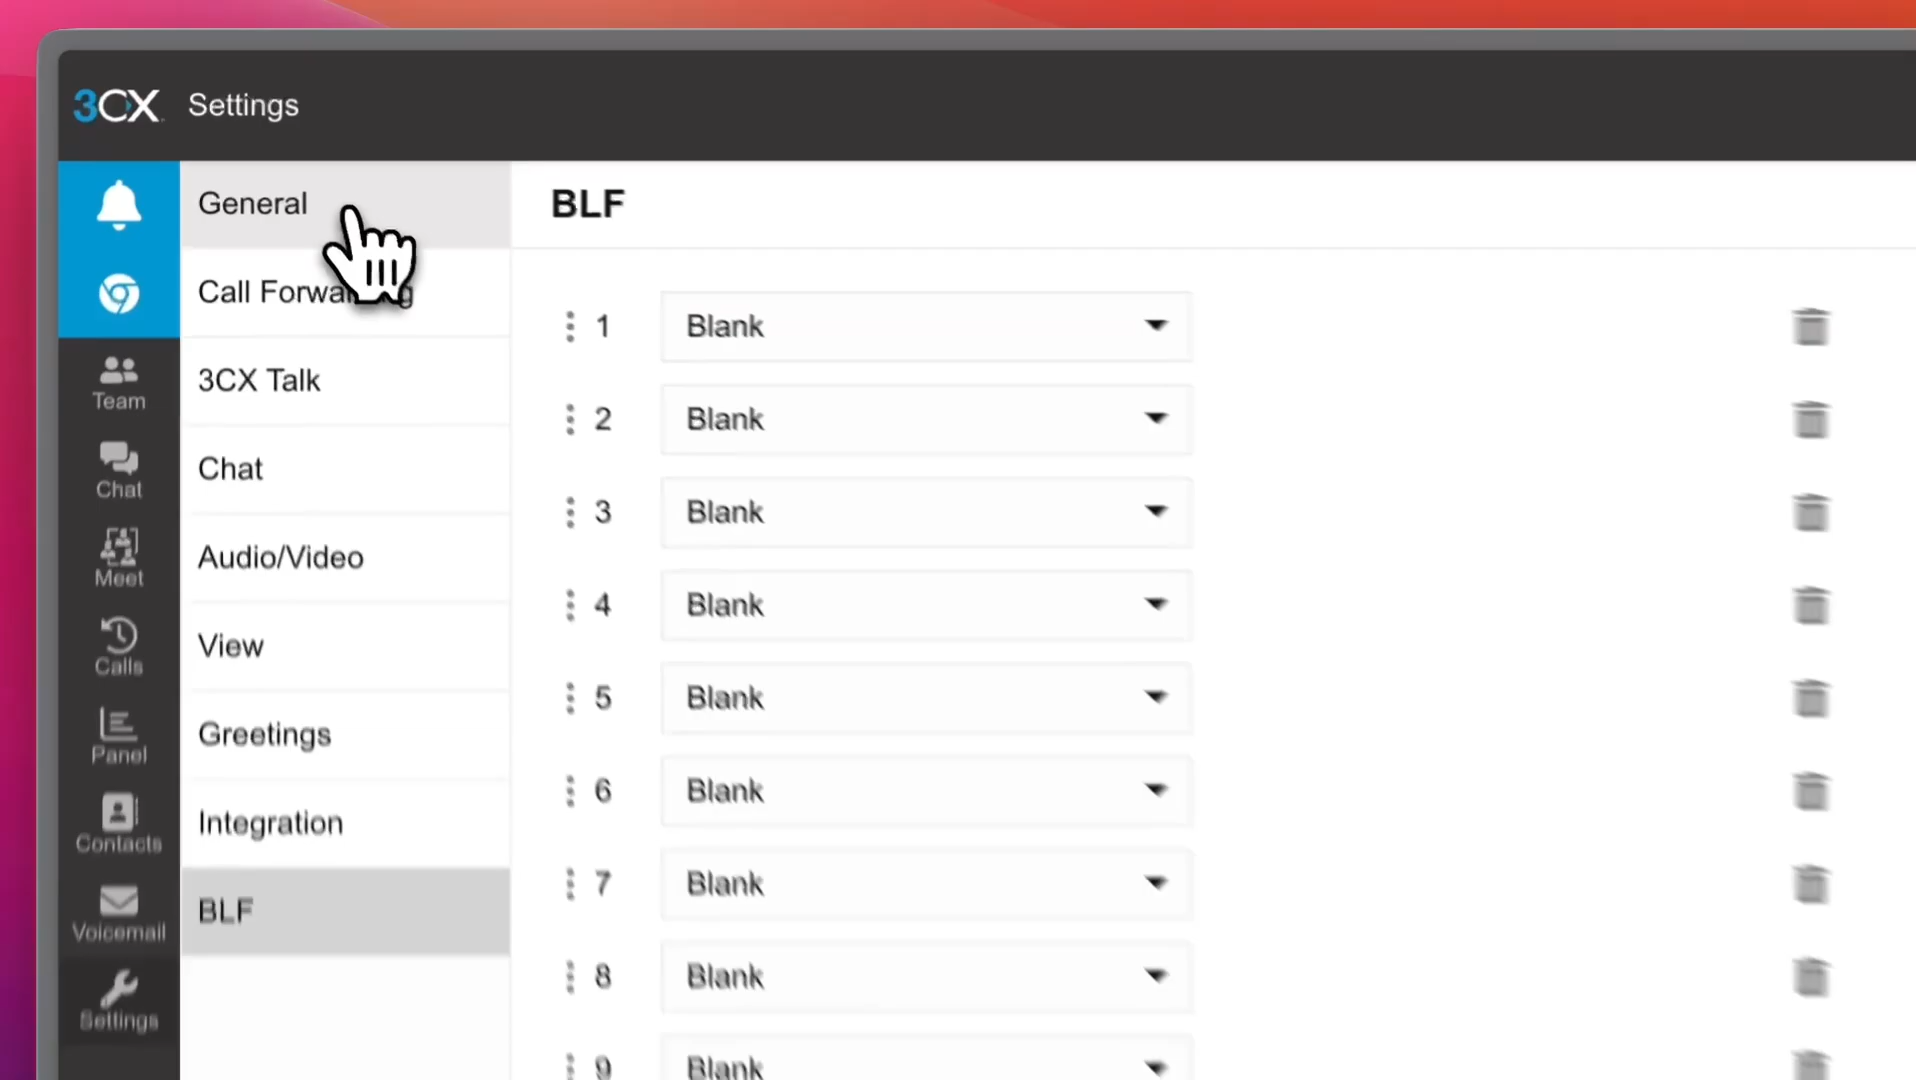 3CX Settings
General
Call Forwarding
3CX Talk
Chat
Audio/Video
View
Greetings
Integration
BLF
Team
Chat
Meet
Calls
Panel
Contacts
Voicemail
Settings
BLF
1 Blank
2 Blank
3 Blank
4 Blank
5 Blank
6 Blank
7 Blank
8 Blank
9 Blank